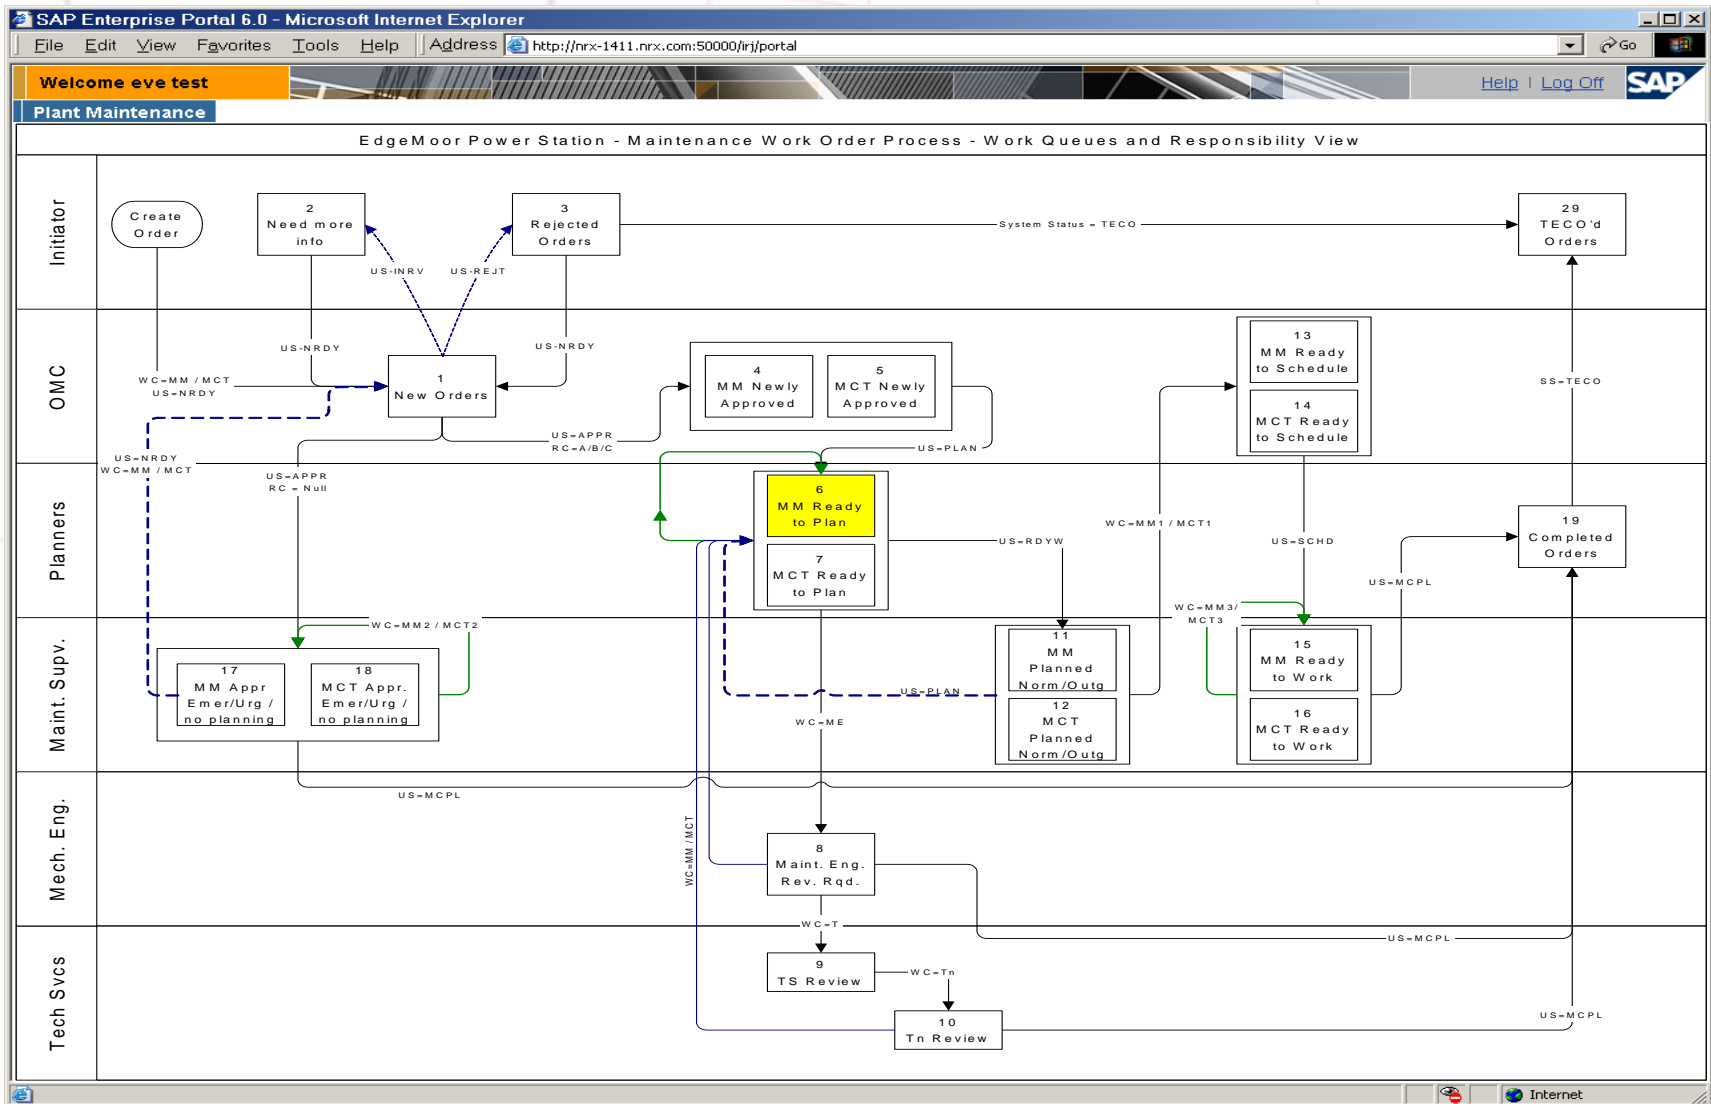 SAP Enterprise Portal 6.0 - Microsoft Internet Explorer
File Edit View Favorites Tools Help Address http://nrx-1411.nrx.com:50000/irj/portal Go
Welcome eve test
Help | Log Off SAP
Plant Maintenance
EdgeMoor Power Station - Maintenance Work Order Process - Work Queues and Responsibility View
Initiator
Create
Order
2
Need more
info
3
Rejected
Orders
System Status = TECO
29
TECO'd
Orders
US-INRV
US-REJT
OMC
US-NRDY
US-NRDY
WC=MM / MCT
US=NRDY
1
New Orders
4
MM Newly
Approved
5
MCT Newly
Approved
13
MM Ready
to Schedule
14
MCT Ready
to Schedule
SS=TECO
US=APPR
RC=A/B/C
US=PLAN
US=NRDY
WC=MM / MCT
Planners
US=APPR
RC = Null
6
MM Ready
to Plan
7
MCT Ready
to Plan
US=RDYW
WC=MM1 / MCT1
US=SCHD
19
Completed
Orders
US=MCPL
WC=MM3/
MCT3
Maint. Supv.
WC=MM2 / MCT2
17
MM Appr
Emer/Urg /
no planning
18
MCT Appr.
Emer/Urg /
no planning
US=PLAN
WC=ME
11
MM
Planned
Norm/Outg
12
MCT
Planned
Norm/Outg
15
MM Ready
to Work
16
MCT Ready
to Work
Mech. Eng.
US=MCPL
WC=MM / MCT
8
Maint. Eng.
Rev. Rqd.
WC=T
US=MCPL
Tech Svcs
9
TS Review
WC=Tn
10
Tn Review
US=MCPL
Internet